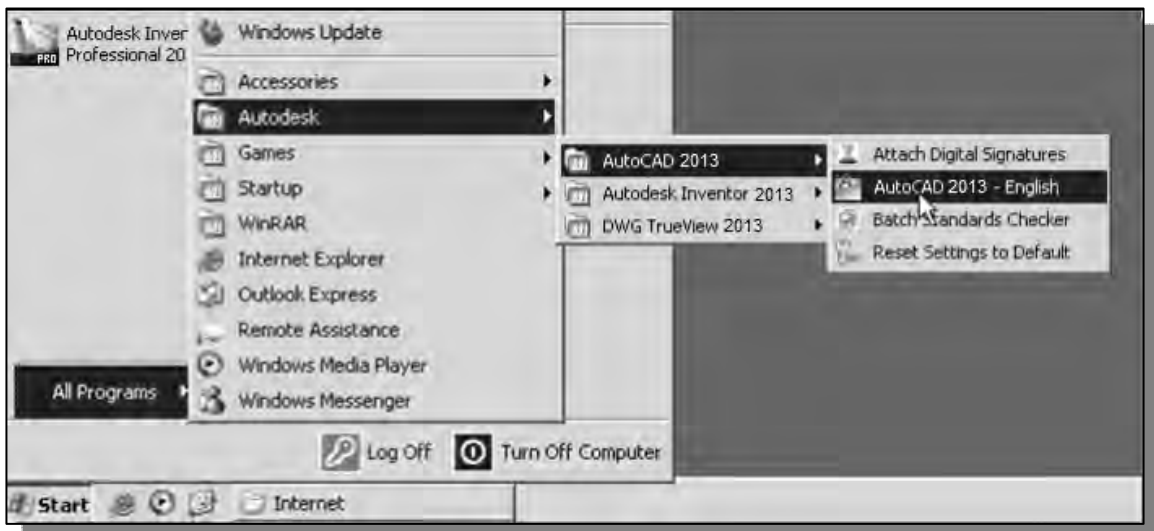 Autodesk Inver
PRO Professional 20
Windows Update
Accessories
Autodesk
Games
Startup
WinRAR
Internet Explorer
Outlook Express
Remote Assistance
Windows Media Player
Windows Messenger
AutoCAD 2013
Autodesk Inventor 2013
DWG TrueView 2013
Attach Digital Signatures
AutoCAD 2013 - English
Batch Standards Checker
Reset Settings to Default
All Programs
Log Off Turn Off Computer
Start Internet